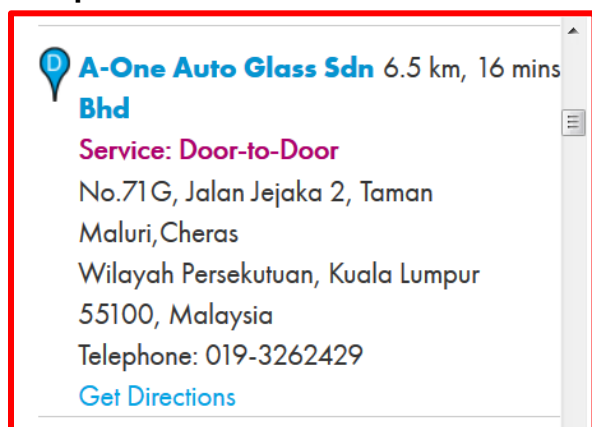 D
A-One Auto Glass Sdn 6.5 km, 16 mins
Bhd
Service: Door-to-Door
No.71G, Jalan Jejaka 2, Taman
Maluri,Cheras
Wilayah Persekutuan, Kuala Lumpur
55100, Malaysia
Telephone: 019-3262429
Get Directions